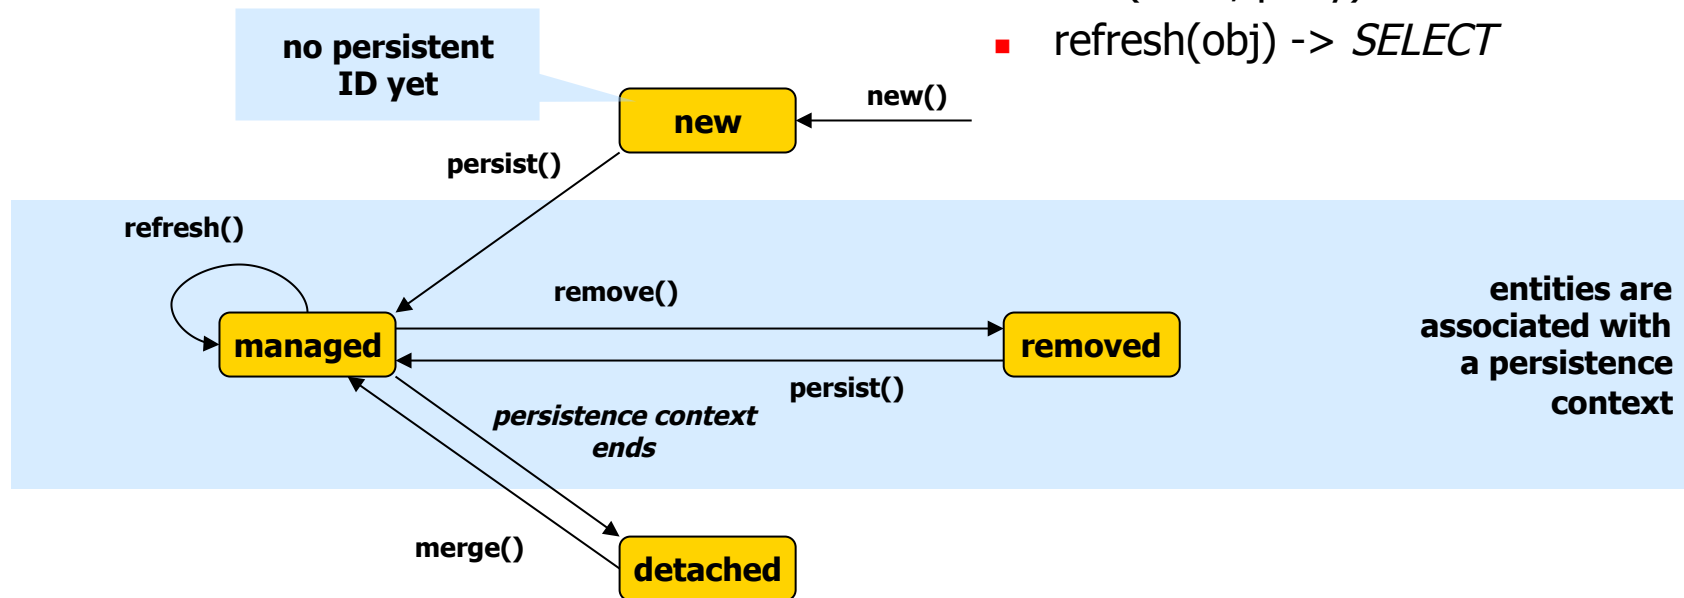 refresh(obj) -> SELECT
no persistent
ID yet
new()
new
persist()
refresh()
remove()
entities are
associated with
a persistence
context
managed
removed
persist()
persistence context
ends
merge()
detached